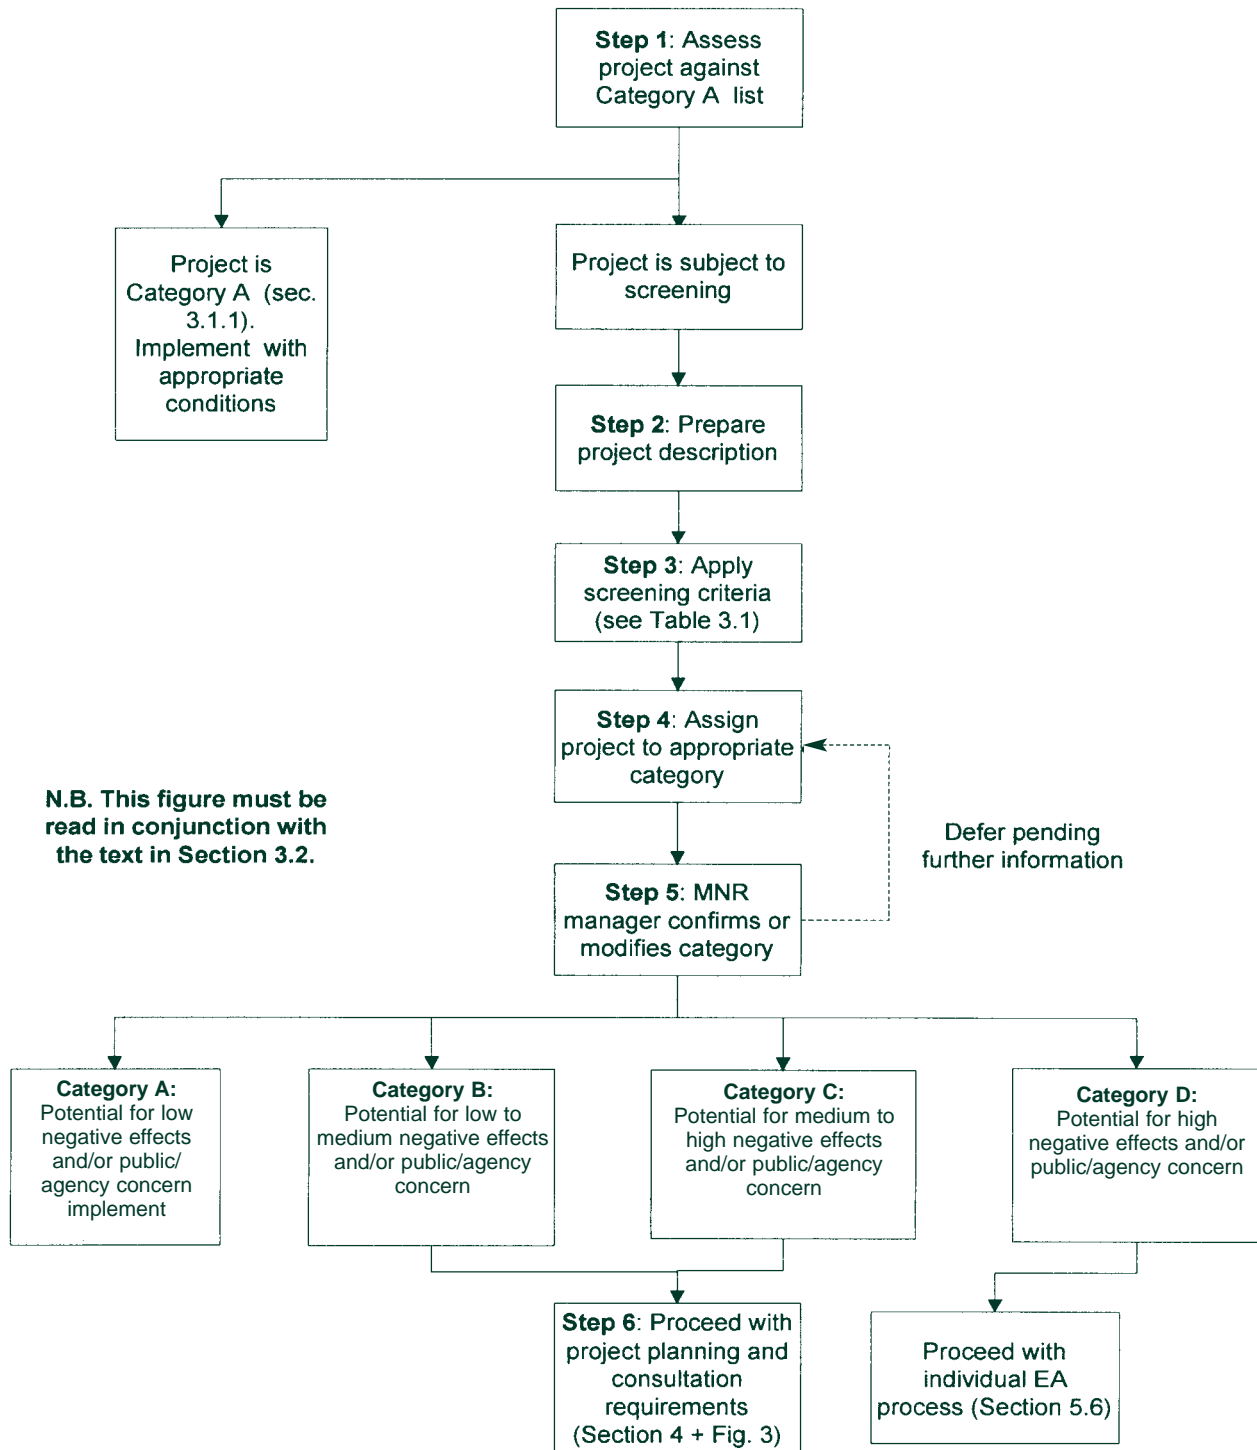 Step 1: Assess
project against
Category A list
Project is
Category A (sec.
3.1.1).
Implement with
appropriate
conditions
Project is subject to
screening
Step 2: Prepare
project description
Step 3: Apply
screening criteria
(see Table 3.1)
Step 4: Assign
project to appropriate
category
N.B. This figure must be
read in conjunction with
the text in Section 3.2.
Defer pending
further information
Step 5: MNR
manager confirms or
modifies category
Category A:
Potential for low
negative effects
and/or public/
agency concern
implement
Category B:
Potential for low to
medium negative effects
and/or public/agency
concern
Category C:
Potential for medium to
high negative effects
and/or public/agency
concern
Category D:
Potential for high
negative effects and/or
public/agency concern
Step 6: Proceed with
project planning and
consultation
requirements
(Section 4 + Fig. 3)
Proceed with
individual EA
process (Section 5.6)